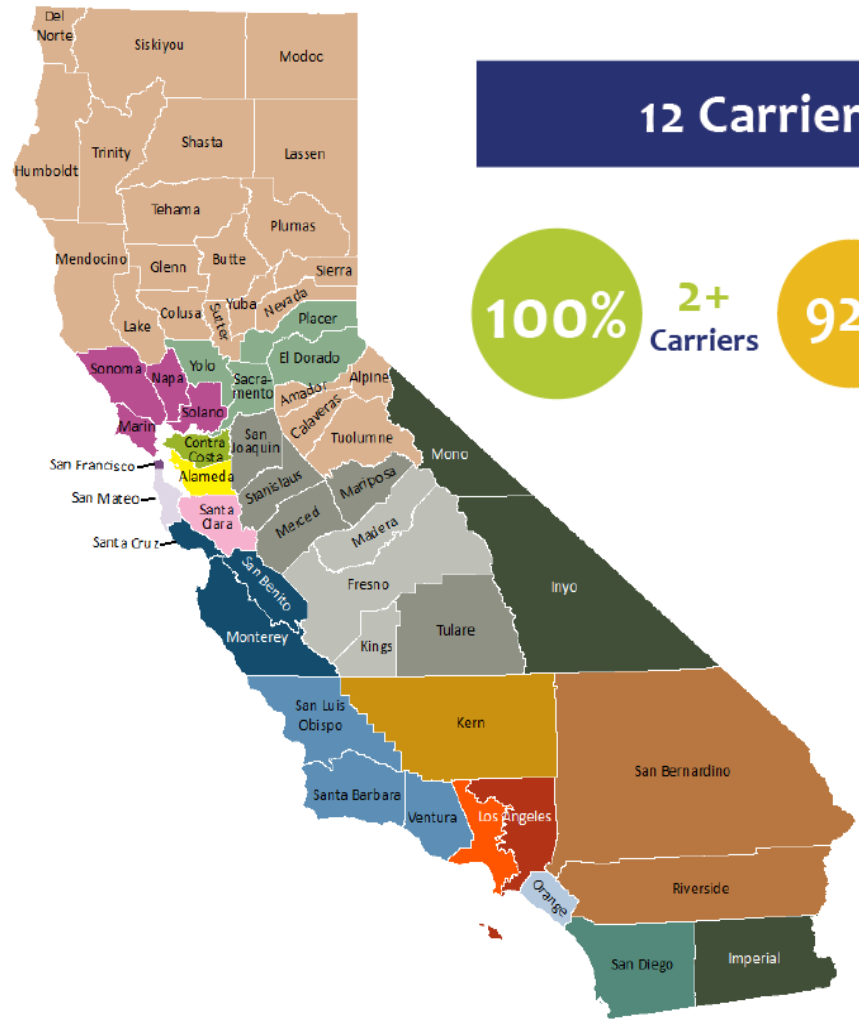 Del
Norte
Siskiyou
Modoc
12 Carrier
Humboldt
Trinity
Shasta
Lassen
Tehama
Plumas
Mendocino
Glenn
Butte
Sierra
100%
2+
Carriers
92
Lake
Colusa
Sutter
Yuba
Nevada
Placer
Sonoma
Napa
Yolo
El Dorado
Sacra-
mento
Solano
Marin
Amador
Alpine
Calaveras
Tuolumne
Contra
Costa
San
Joaquin
Mono
San Francisco
Alameda
Stanislaus
Mariposa
San Mateo
Santa
Clara
Merced
Madera
Santa Cruz
San Benito
Fresno
Inyo
Monterey
Kings
Tulare
San Luis
Obispo
Kern
San Bernardino
Santa Barbara
Ventura
Los Angeles
Orange
Riverside
San Diego
Imperial